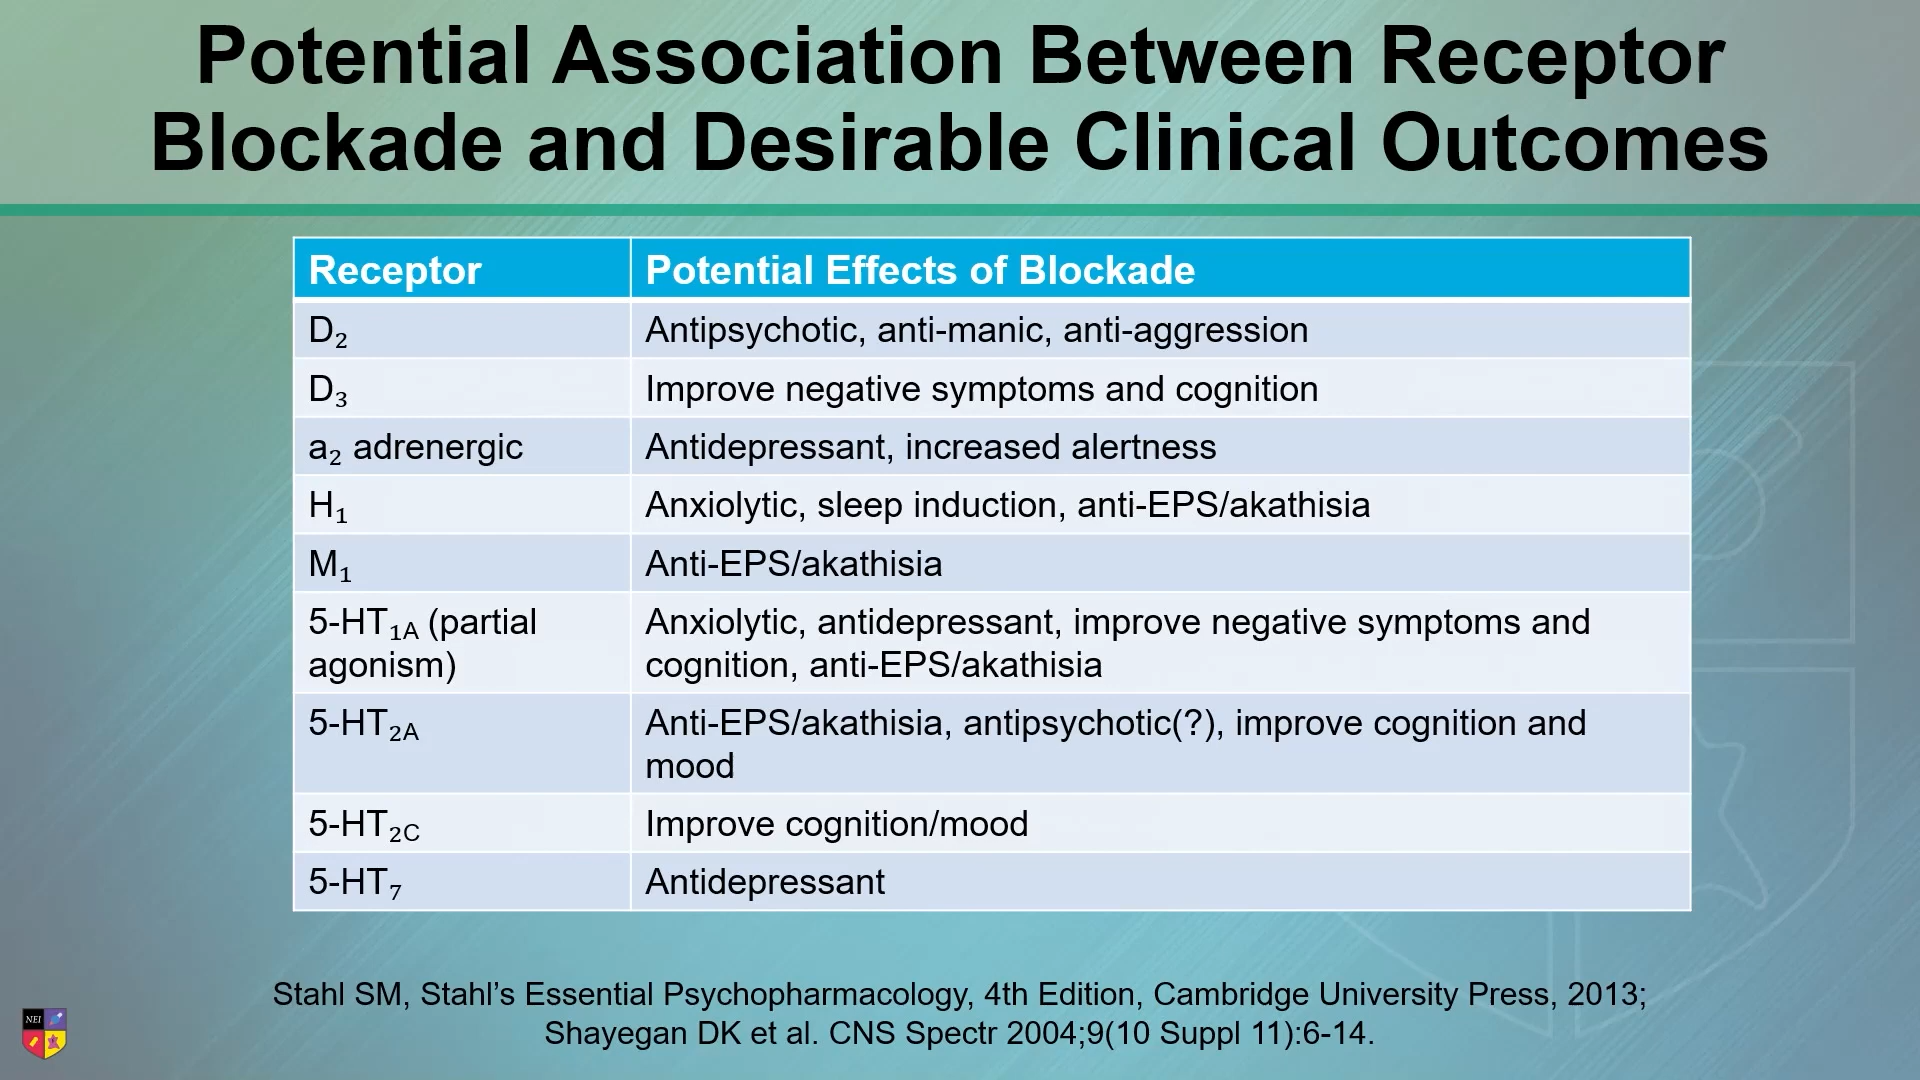 Potential Association Between Receptor
Blockade and Desirable Clinical Outcomes
Receptor Potential Effects of Blockade
D₂ Antipsychotic, anti-manic, anti-aggression
D₃ Improve negative symptoms and cognition
a₂ adrenergic Antidepressant, increased alertness
H₁ Anxiolytic, sleep induction, anti-EPS/akathisia
M₁ Anti-EPS/akathisia
5-HT₁A (partial Anxiolytic, antidepressant, improve negative symptoms and
agonism) cognition, anti-EPS/akathisia
5-HT₂A Anti-EPS/akathisia, antipsychotic(?), improve cognition and
mood
5-HT₂C Improve cognition/mood
5-HT₇ Antidepressant
Stahl SM, Stahl’s Essential Psychopharmacology, 4th Edition, Cambridge University Press, 2013;
Shayegan DK et al. CNS Spectr 2004;9(10 Suppl 11):6-14.
NEI